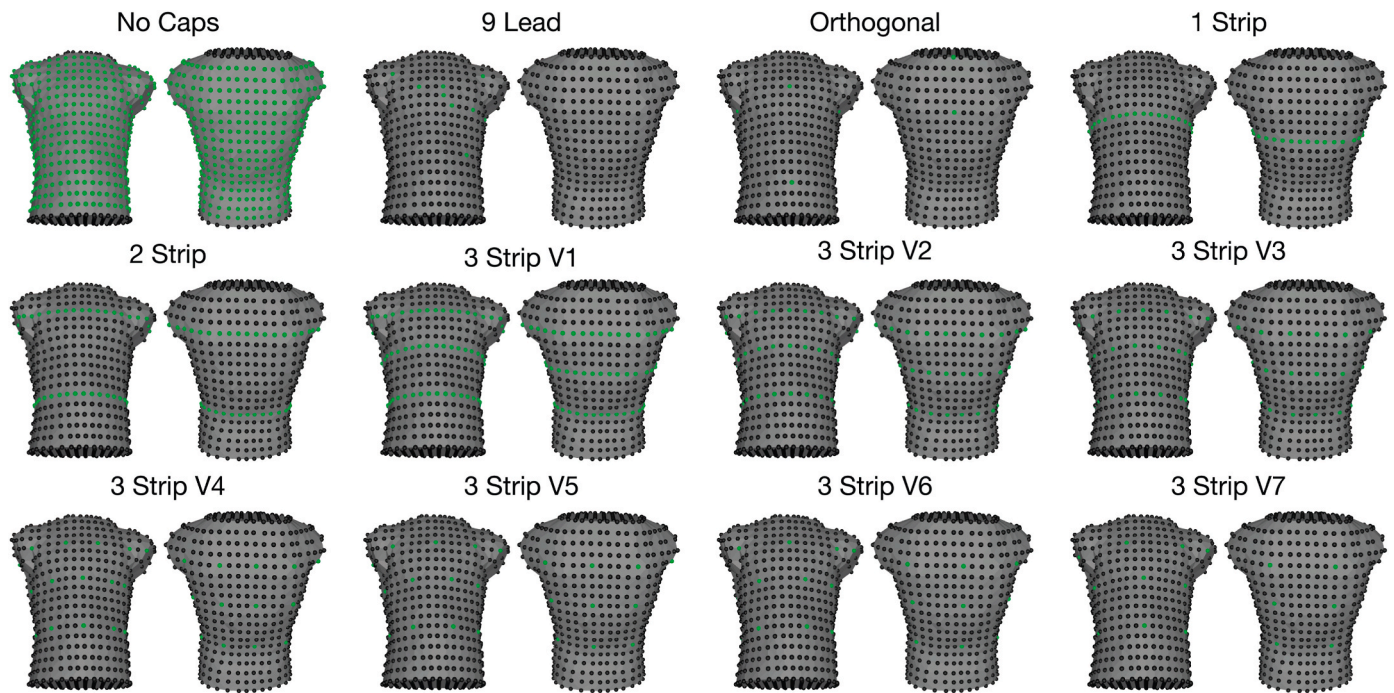 No Caps
9 Lead
Orthogonal
1 Strip
2 Strip
3 Strip V1
3 Strip V2
3 Strip V3
3 Strip V4
3 Strip V5
3 Strip V6
3 Strip V7